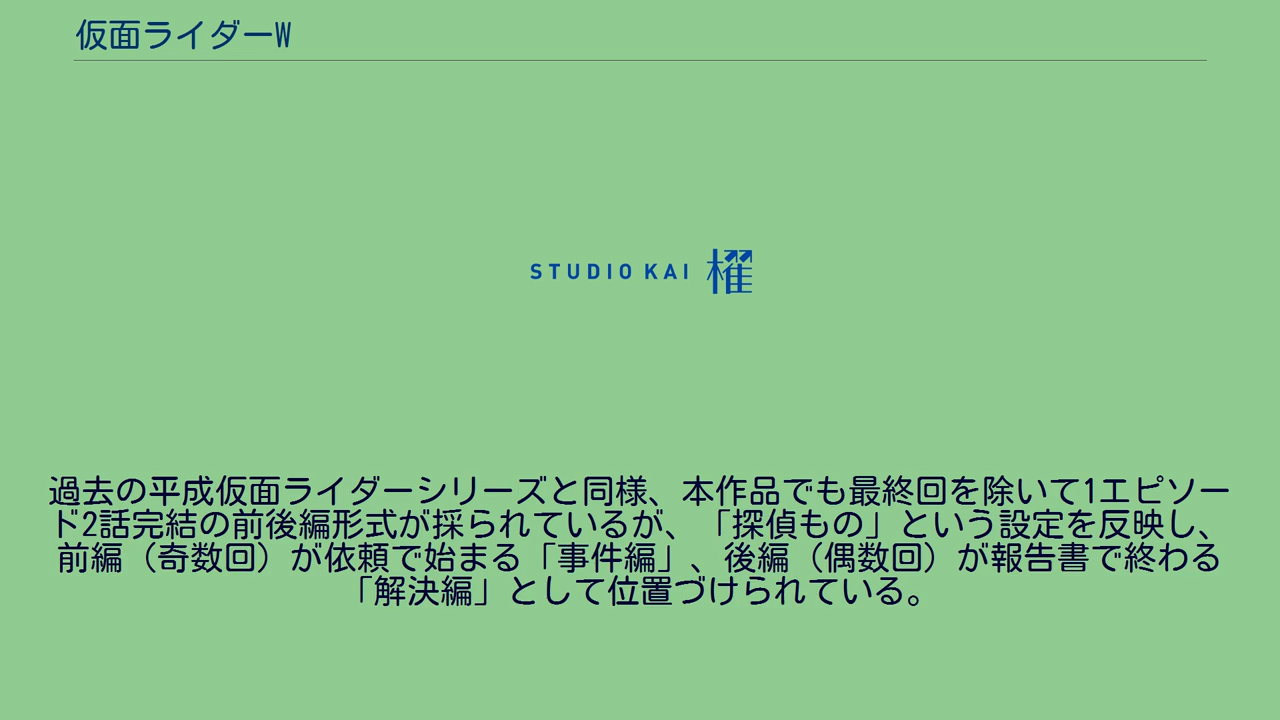 仮面ライダーW
STUDIO KAI 櫂
過去の平成仮面ライダーシリーズと同様、本作品でも最終回を除いて1エピソー
ド2話完結の前後編形式が採られているが、「探偵もの」という設定を反映し、
前編（奇数回）が依頼で始まる「事件編」、後編（偶数回）が報告書で終わる
「解決編」として位置づけられている。